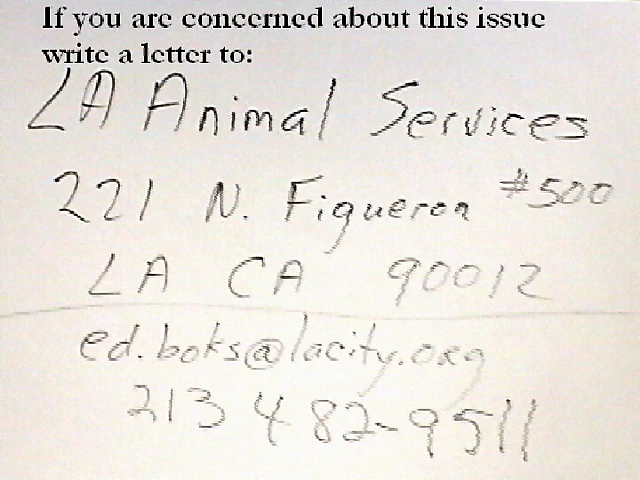 If you are concerned about this issue
write a letter to:
LA Animal Services
221 N. Figueroa #500
LA CA 90012
ed.boks@lacity.org
213 482-9511